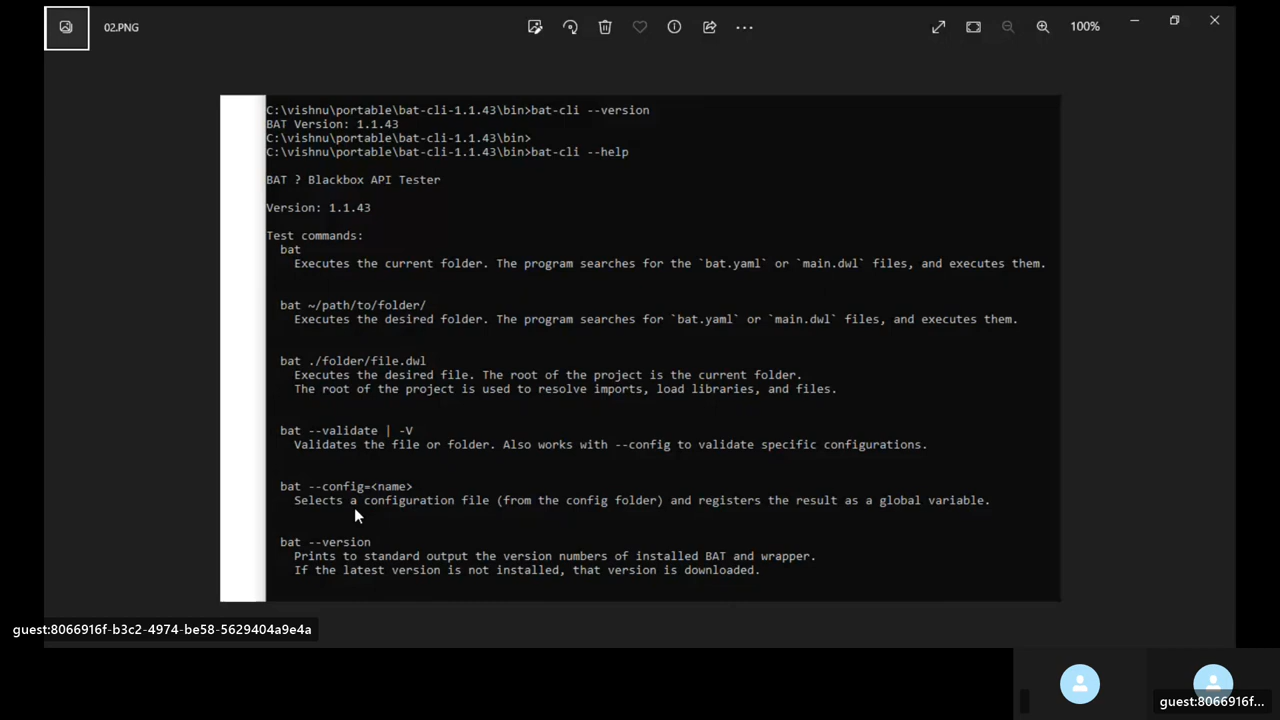 02.PNG
100%
C:\vishnu\portable\bat-cli-1.1.43\bin>bat-cli --version
BAT Version: 1.1.43
C:\vishnu\portable\bat-cli-1.1.43\bin>
C:\vishnu\portable\bat-cli-1.1.43\bin>bat-cli --help
BAT ? Blackbox API Tester
Version: 1.1.43
Test commands:
bat
Executes the current folder. The program searches for the `bat.yaml` or `main.dwl` files, and executes them.
bat ~/path/to/folder/
Executes the desired folder. The program searches for `bat.yaml` or `main.dwl` files, and executes them.
bat ./folder/file.dwl
Executes the desired file. The root of the project is the current folder.
The root of the project is used to resolve imports, load libraries, and files.
bat --validate | -V
Validates the file or folder. Also works with --config to validate specific configurations.
bat --config=<name>
Selects a configuration file (from the config folder) and registers the result as a global variable.
bat --version
Prints to standard output the version numbers of installed BAT and wrapper.
If the latest version is not installed, that version is downloaded.
guest:8066916f-b3c2-4974-be58-5629404a9e4a
guest:8066916f...